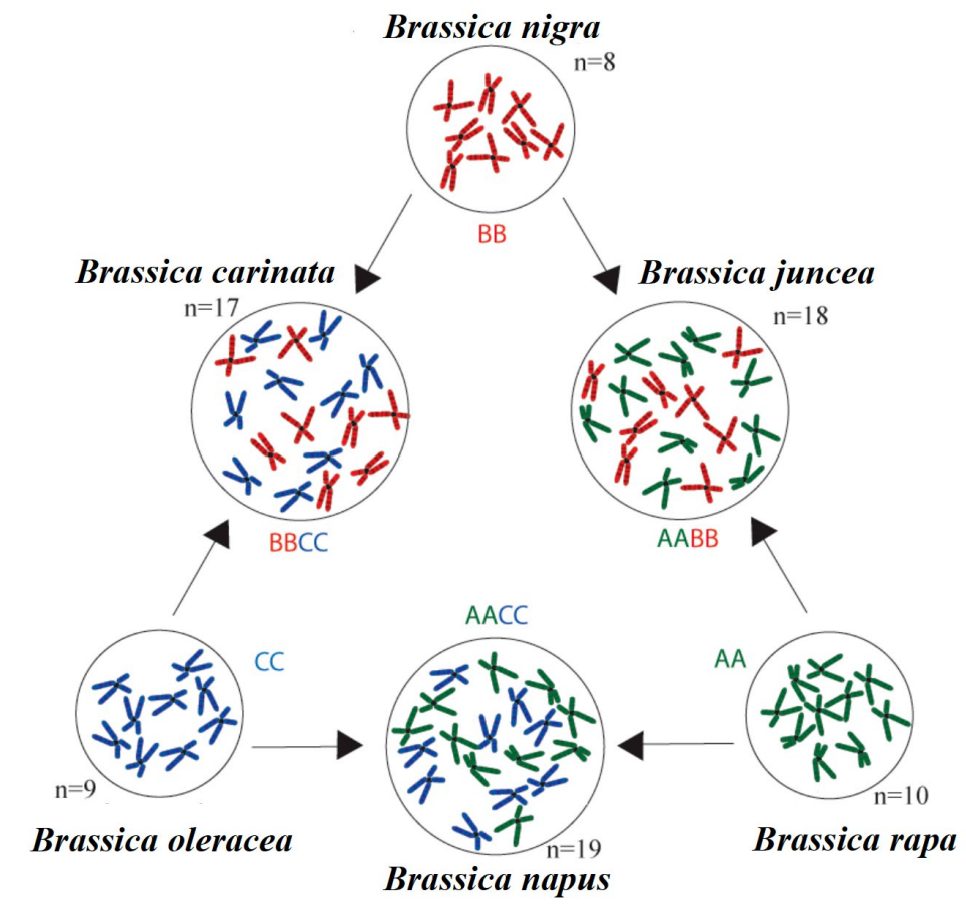 Brassica nigra
n=8
BB
Brassica carinata
n=17
BBCC
Brassica juncea
n=18
AABB
AACC
CC
n=9
Brassica oleracea
AA
n=10
Brassica rapa
n=19
Brassica napus